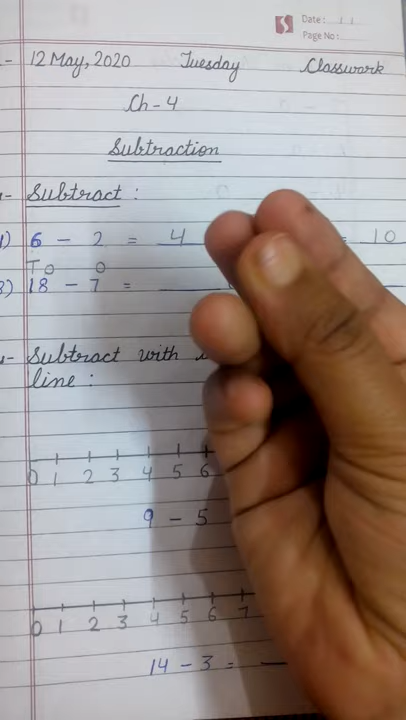 Date: 11
Page No:
12 May, 2020 Tuesday Classwork
Ch-4
Subtraction
Subtract:
1) 6 - 2 = 4 = 10
T O O
18 - 7 =
Subtract with
line:
0 1 2 3 4 5 6
9 - 5
0 1 2 3 4 5 6 7
14 - 3 =